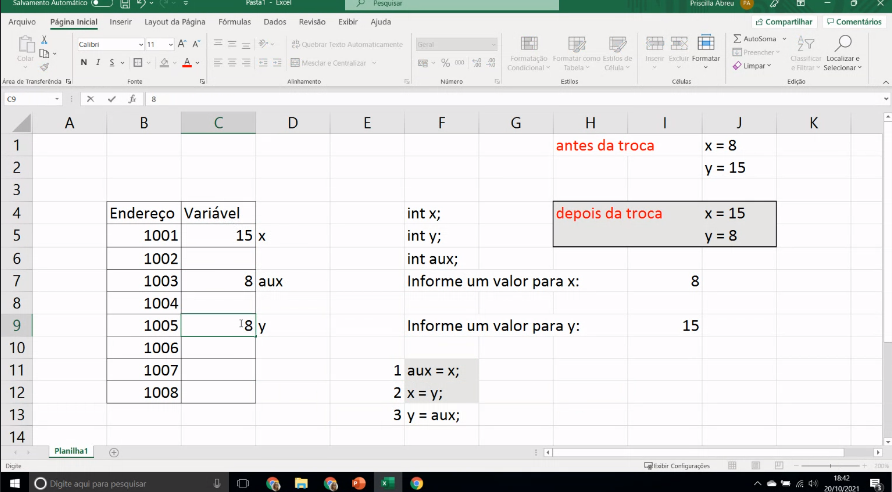 Salvamento Automático
Pasta1 - Excel
Pesquisar
Priscilla Abreu
PA
Arquivo Página Inicial Inserir Layout da Página Fórmulas Dados Revisão Exibir Ajuda
Compartilhar Comentários
Colar
Calibri 11
N I S
Quebrar Texto Automaticamente
Mesclar e Centralizar
Geral
% 000
Formatação Condicional
Formatar como Tabela
Estilos de Célula
Inserir Excluir Formatar
AutoSoma
Preencher
Limpar
Classificar e Filtrar
Localizar e Selecionar
Área de Transferência Fonte Alinhamento Número Estilos Células Edição
C9 fx 8
A B C D E F G H I J K
1 antes da troca x = 8
2 y = 15
3
4 Endereço Variável int x; depois da troca x = 15
5 1001 15 x int y; y = 8
6 1002 int aux;
7 1003 8 aux Informe um valor para x: 8
8 1004
9 1005 8 y Informe um valor para y: 15
10 1006
11 1007 1 aux = x;
12 1008 2 x = y;
13 3 y = aux;
14
Planilha1
Digite
Exibir Configurações
Digite aqui para pesquisar
18:42
20/10/2021